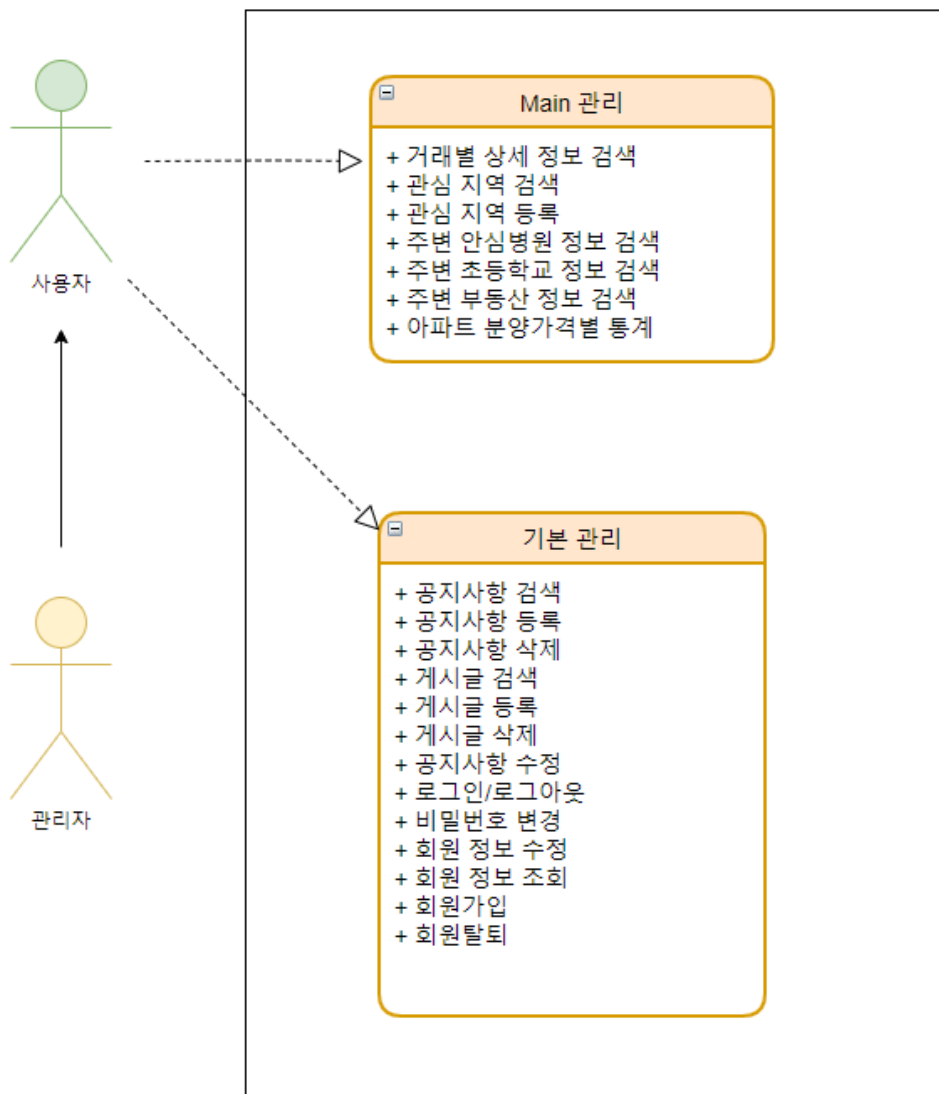 사용자
관리자
Main 관리
+ 거래별 상세 정보 검색
+ 관심 지역 검색
+ 관심 지역 등록
+ 주변 안심병원 정보 검색
+ 주변 초등학교 정보 검색
+ 주변 부동산 정보 검색
+ 아파트 분양가격별 통계
기본 관리
+ 공지사항 검색
+ 공지사항 등록
+ 공지사항 삭제
+ 게시글 검색
+ 게시글 등록
+ 게시글 삭제
+ 공지사항 수정
+ 로그인/로그아웃
+ 비밀번호 변경
+ 회원 정보 수정
+ 회원 정보 조회
+ 회원가입
+ 회원탈퇴